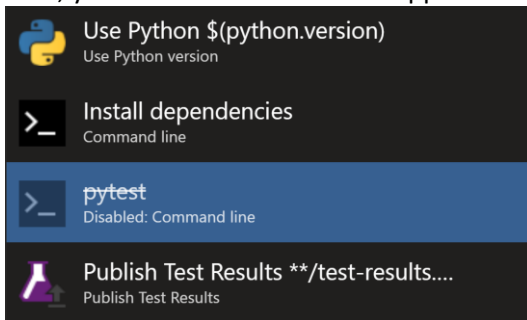 Use Python $(python.version)
Use Python version
Install dependencies
Command line
pytest
Disabled: Command line
Publish Test Results **/test-results....
Publish Test Results